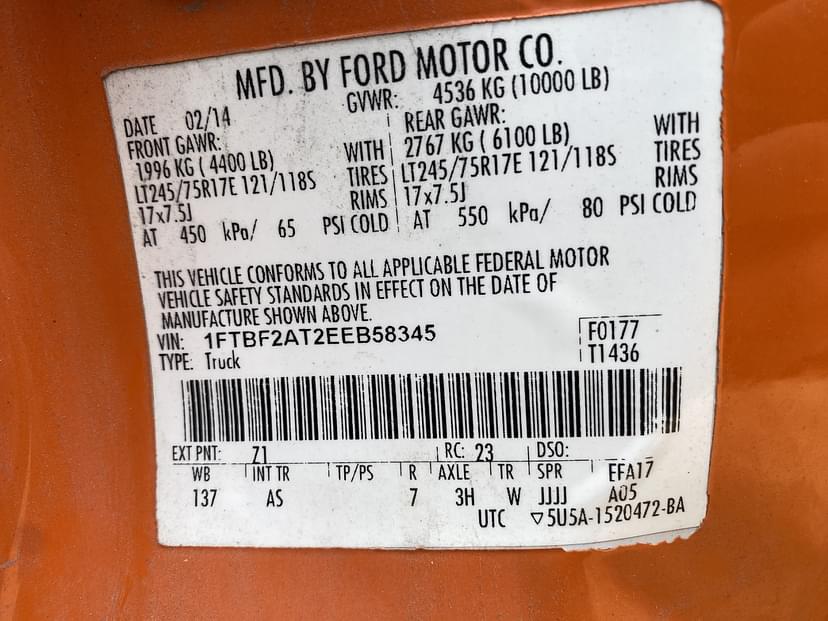 MFD. BY FORD MOTOR CO.
DATE 02/14 GVWR: 4536 KG (10000 LB)
FRONT GAWR: REAR GAWR:
1996 KG ( 4400 LB) WITH 2767 KG ( 6100 LB) WITH
LT245/75R17E 121/118S TIRES LT245/75R17E 121/118S TIRES
17x7.5J RIMS 17x7.5J RIMS
AT 450 kPa/ 65 PSI COLD AT 550 kPa/ 80 PSI COLD
THIS VEHICLE CONFORMS TO ALL APPLICABLE FEDERAL MOTOR
VEHICLE SAFETY STANDARDS IN EFFECT ON THE DATE OF
MANUFACTURE SHOWN ABOVE.
VIN: 1FTBF2AT2EEB58345 F0177
TYPE: Truck T1436
EXT PNT: Z1 RC: 23 DSO:
WB INT TR TP/PS R AXLE TR SPR EFA17
137 AS 7 3H W JJJJ A05
UTC ▽5U5A-1520472-BA